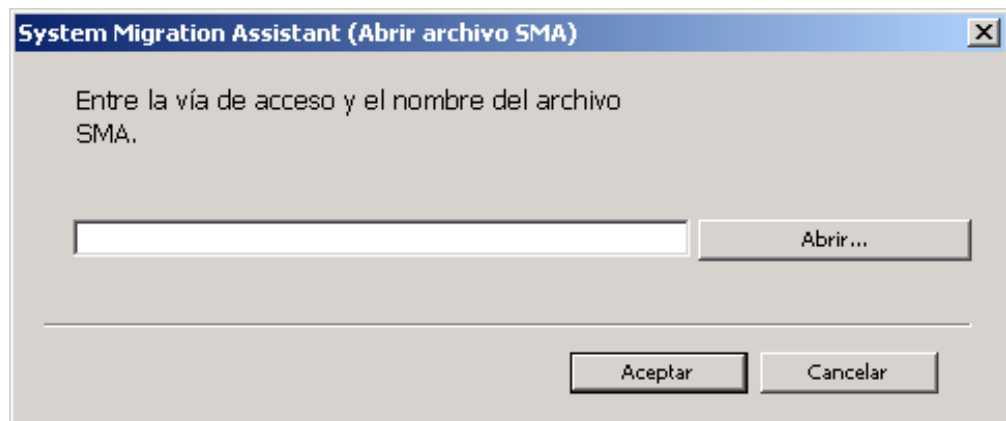 System Migration Assistant (Abrir archivo SMA)
Entre la vía de acceso y el nombre del archivo
SMA.
Abrir...
Aceptar
Cancelar